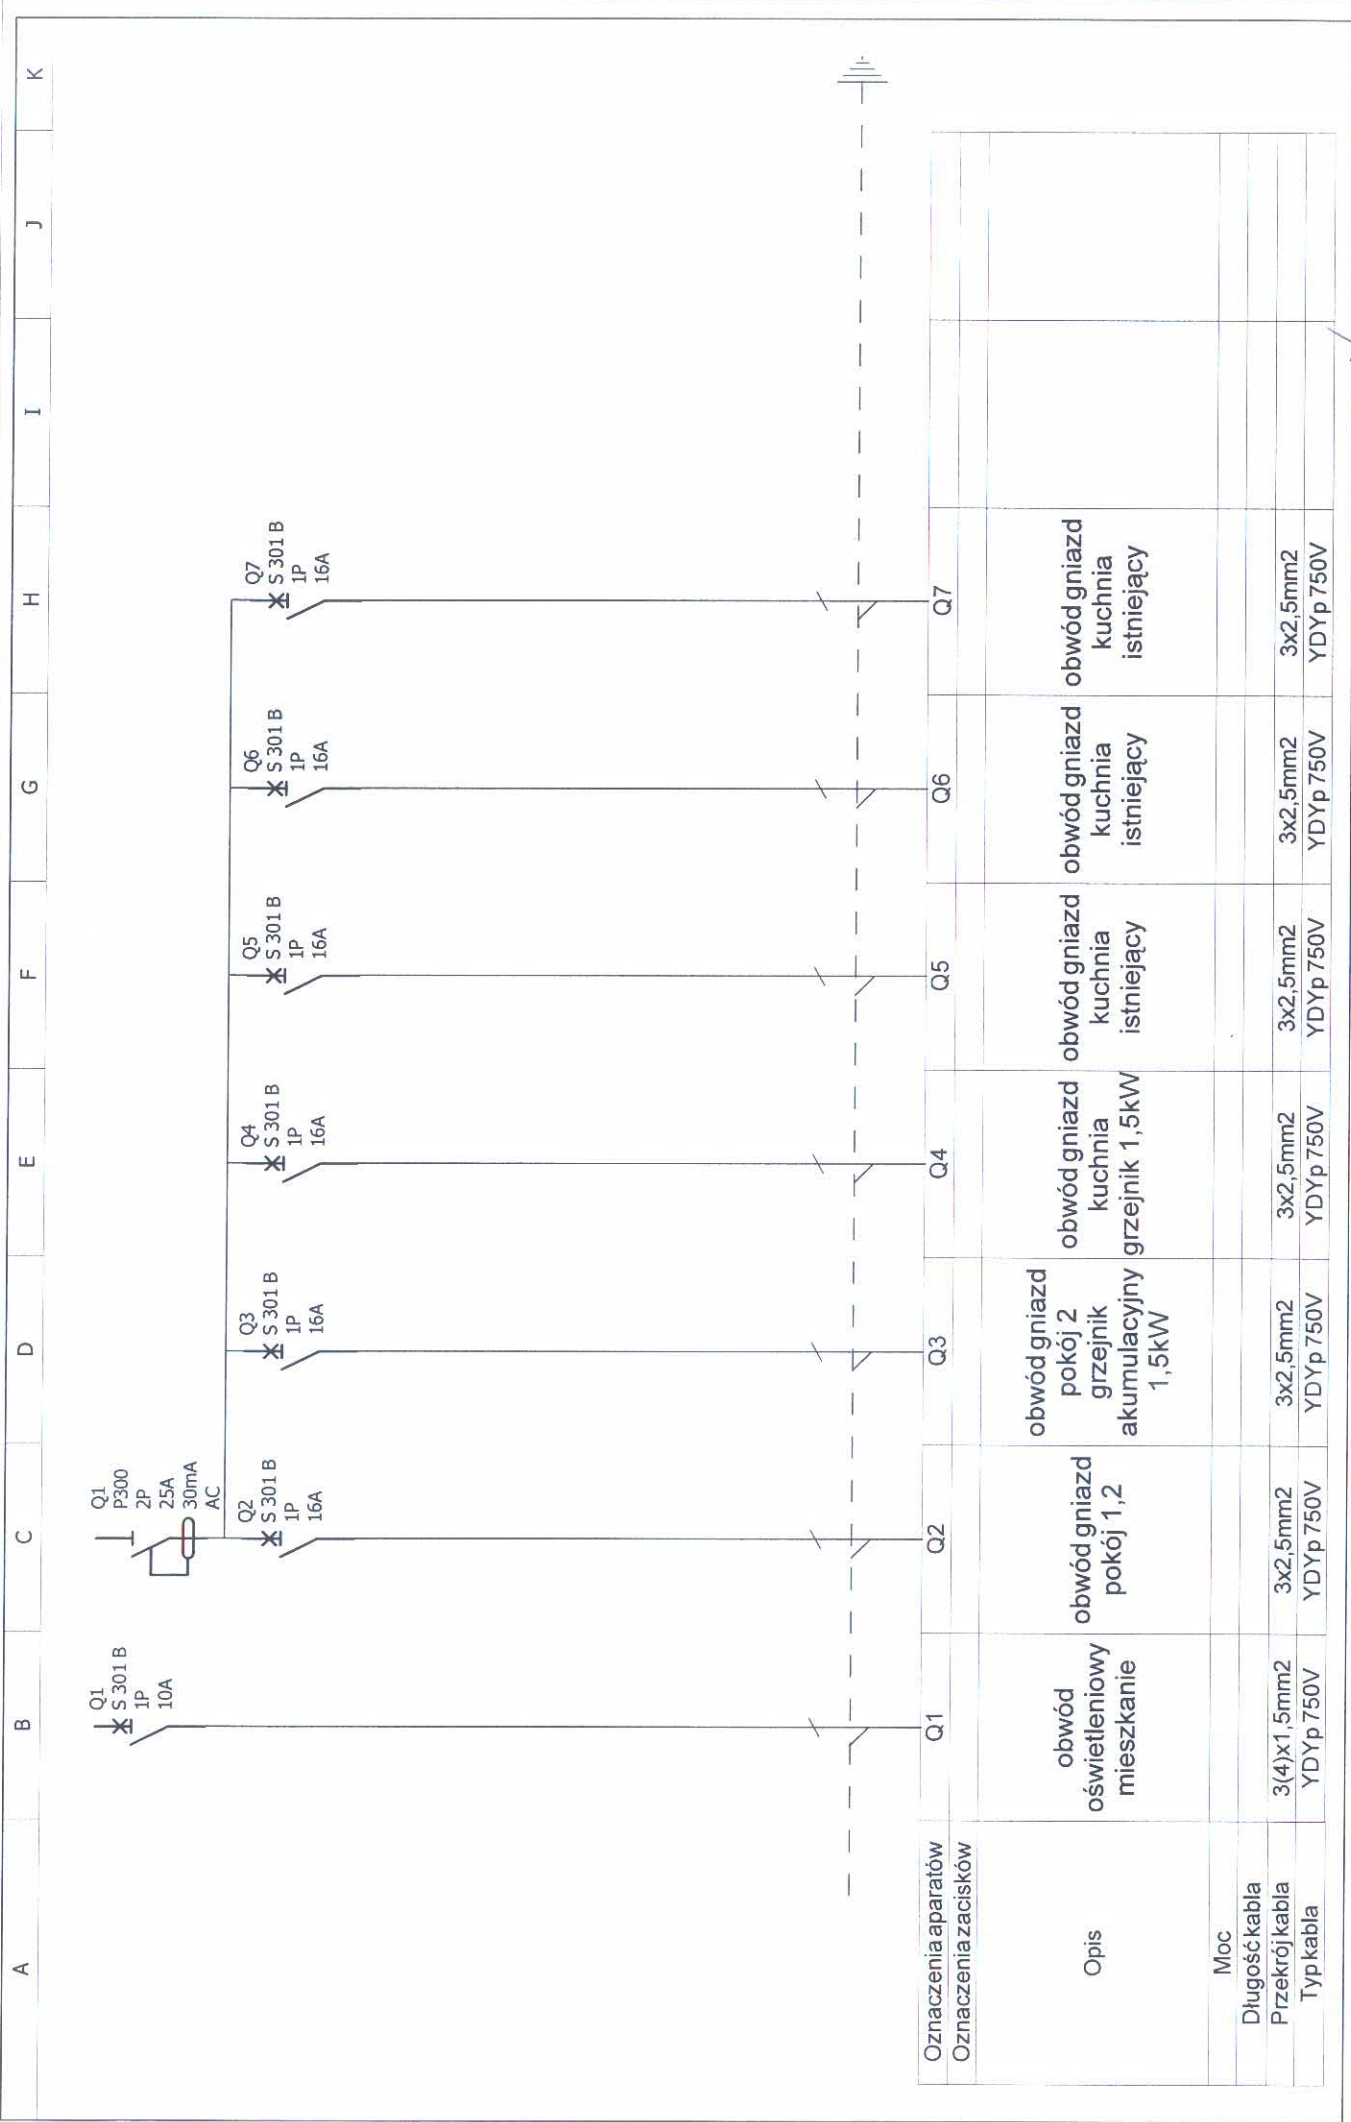 A
B
C
D
E
F
G
H
I
J
K
Q1
S 301 B
1P
10A
Q1
P300
2P
25A
30mA
AC
Q2
S 301 B
1P
16A
Q3
S 301 B
1P
16A
Q4
S 301 B
1P
16A
Q5
S 301 B
1P
16A
Q6
S 301 B
1P
16A
Q7
S 301 B
1P
16A
Oznaczenia aparatów
Q1
Q2
Q3
Q4
Q5
Q6
Q7
Oznaczenia zacisków
Opis
obwód
oświetleniowy
mieszkanie
obwód gniazd
pokój 1,2
obwód gniazd
pokój 2
grzejnik
akumulacyjny
1,5kW
obwód gniazd
kuchnia
grzejnik 1,5kW
obwód gniazd
kuchnia
istniejący
obwód gniazd
kuchnia
istniejący
obwód gniazd
kuchnia
istniejący
Moc
Długość kabla
Przekrój kabla
3(4)x1,5mm2
3x2,5mm2
3x2,5mm2
3x2,5mm2
3x2,5mm2
3x2,5mm2
3x2,5mm2
Typ kabla
YDYp 750V
YDYp 750V
YDYp 750V
YDYp 750V
YDYp 750V
YDYp 750V
YDYp 750V